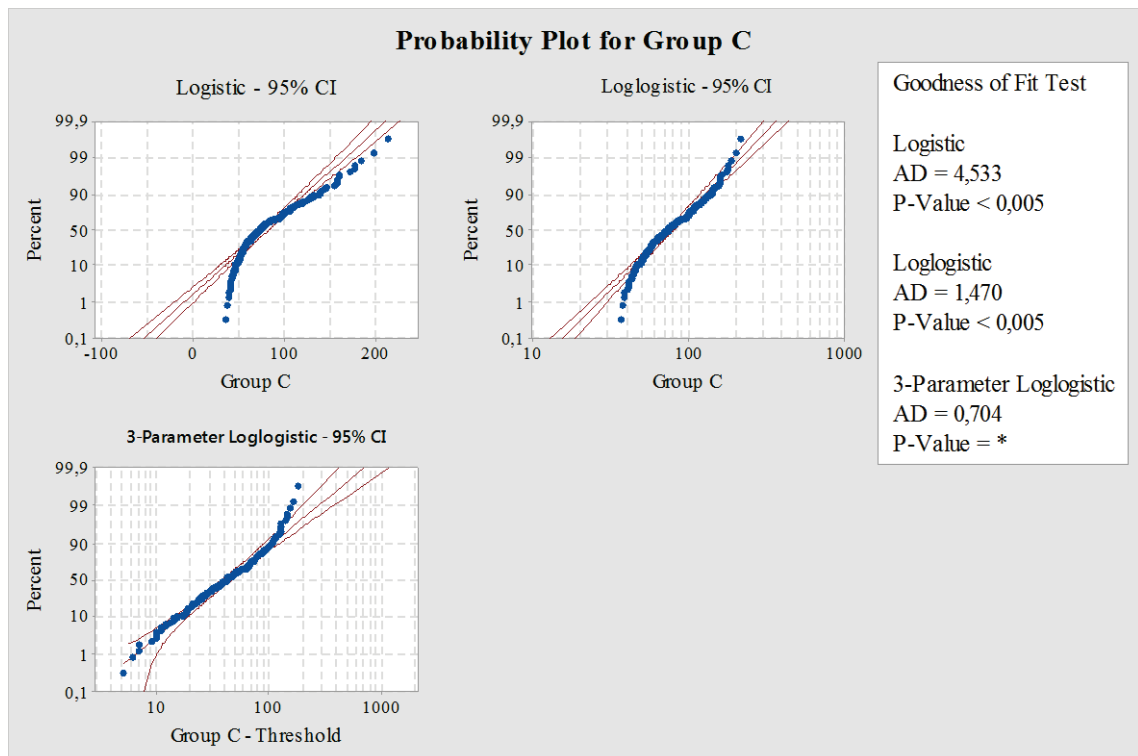 Probability Plot for Group C
Logistic - 95% CI
99,9
99
90
50
10
1
0,1
Percent
-100 0 100 200
Group C
Loglogistic - 95% CI
99,9
99
90
50
10
1
0,1
Percent
10 100 1000
Group C
3-Parameter Loglogistic - 95% CI
99,9
99
90
50
10
1
0,1
Percent
10 100 1000
Group C - Threshold
Goodness of Fit Test
Logistic
AD = 4,533
P-Value < 0,005
Loglogistic
AD = 1,470
P-Value < 0,005
3-Parameter Loglogistic
AD = 0,704
P-Value = *